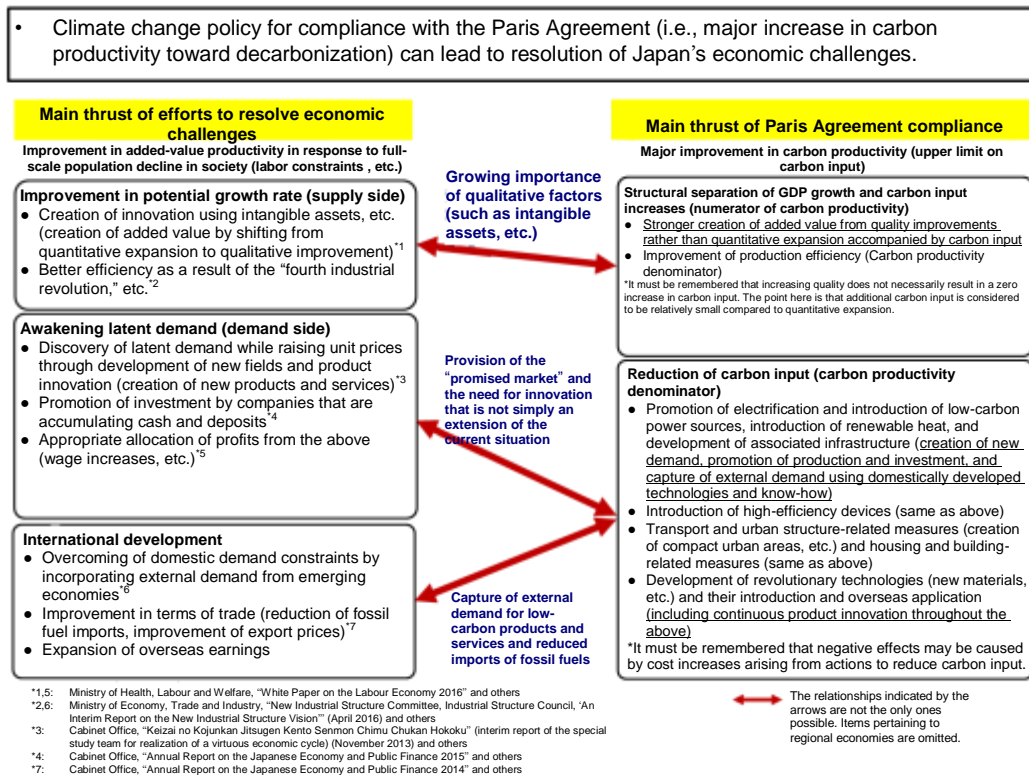 • Climate change policy for compliance with the Paris Agreement (i.e., major increase in carbon
productivity toward decarbonization) can lead to resolution of Japan's economic challenges.
Main thrust of efforts to resolve economic
challenges
Improvement in added-value productivity in response to full-
scale population decline in society (labor constraints , etc.)
Improvement in potential growth rate (supply side)
● Creation of innovation using intangible assets, etc.
(creation of added value by shifting from
quantitative expansion to qualitative improvement)*1
● Better efficiency as a result of the "fourth industrial
revolution," etc.*2
Awakening latent demand (demand side)
● Discovery of latent demand while raising unit prices
through development of new fields and product
innovation (creation of new products and services)*3
● Promotion of investment by companies that are
accumulating cash and deposits*4
● Appropriate allocation of profits from the above
(wage increases, etc.)*5
International development
● Overcoming of domestic demand constraints by
incorporating external demand from emerging
economies*6
● Improvement in terms of trade (reduction of fossil
fuel imports, improvement of export prices)*7
● Expansion of overseas earnings
Growing importance
of qualitative factors
(such as intangible
assets, etc.)
Provision of the
"promised market" and
the need for innovation
that is not simply an
extension of the
current situation
Capture of external
demand for low-
carbon products and
services and reduced
imports of fossil fuels
Main thrust of Paris Agreement compliance
Major improvement in carbon productivity (upper limit on
carbon input)
Structural separation of GDP growth and carbon input
increases (numerator of carbon productivity)
● Stronger creation of added value from quality improvements
rather than quantitative expansion accompanied by carbon input
● Improvement of production efficiency (Carbon productivity
denominator)
*It must be remembered that increasing quality does not necessarily result in a zero
increase in carbon input. The point here is that additional carbon input is considered
to be relatively small compared to quantitative expansion.
Reduction of carbon input (carbon productivity
denominator)
● Promotion of electrification and introduction of low-carbon
power sources, introduction of renewable heat, and
development of associated infrastructure (creation of new
demand, promotion of production and investment, and
capture of external demand using domestically developed
technologies and know-how)
● Introduction of high-efficiency devices (same as above)
● Transport and urban structure-related measures (creation
of compact urban areas, etc.) and housing and building-
related measures (same as above)
● Development of revolutionary technologies (new materials,
etc.) and their introduction and overseas application
(including continuous product innovation throughout the
above)
*It must be remembered that negative effects may be caused
by cost increases arising from actions to reduce carbon input.
The relationships indicated by the
arrows are not the only ones
possible. Items pertaining to
regional economies are omitted.
*1,5: Ministry of Health, Labour and Welfare, "White Paper on the Labour Economy 2016" and others
*2,6: Ministry of Economy, Trade and Industry, "New Industrial Structure Committee, Industrial Structure Council, 'An
Interim Report on the New Industrial Structure Vision'" (April 2016) and others
*3: Cabinet Office, "Keizai no Kojunkan Jitsugen Kento Senmon Chimu Chukan Hokoku" (interim report of the special
study team for realization of a virtuous economic cycle) (November 2013) and others
*4: Cabinet Office, "Annual Report on the Japanese Economy and Public Finance 2015" and others
*7: Cabinet Office, "Annual Report on the Japanese Economy and Public Finance 2014" and others